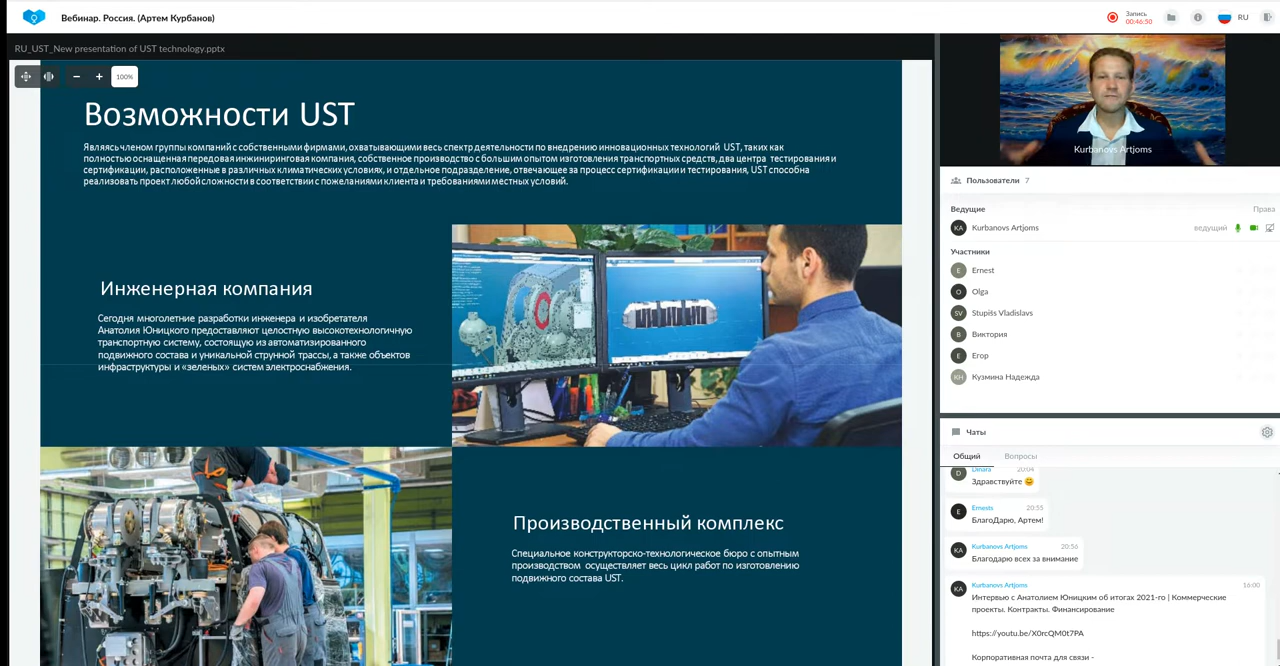 Вебинар. Россия. (Артем Курбанов)
Запись
00:46:50
RU
RU_UST_New presentation of UST technology.pptx
100%
Возможности UST
Являясь членом группы компаний с собственными фирмами, охватывающими весь спектр деятельности по внедрению инновационных технологий UST, таких как
полностью оснащенная передовая инжиниринговая компания, собственное производство с большим опытом изготовления транспортных средств, два центра тестирования и
сертификации, расположенные в различных климатических условиях, и отдельное подразделение, отвечающее за процесс сертификации и тестирования, UST способна
реализовать проект любой сложности в соответствии с пожеланиями клиента и требованиями местных условий.
Инженерная компания
Сегодня многолетние разработки инженера и изобретателя
Анатолия Юницкого предоставляют целостную высокотехнологичную
транспортную систему, состоящую из автоматизированного
подвижного состава и уникальной струнной трассы, а также объектов
инфраструктуры и «зеленых» систем электроснабжения.
Производственный комплекс
Специальное конструкторско-технологическое бюро с опытным
производством осуществляет весь цикл работ по изготовлению
подвижного состава UST.
Kurbanovs Artjoms
Пользователи 7
Ведущие Права
KA Kurbanovs Artjoms ведущий
Участники
E Ernest
O Olga
SV Stupišs Vladislavs
В Виктория
Е Егор
КН Кузмина Надежда
Чаты
Общий Вопросы
D Dinara 20:04
Здравствуйте
E Ernests 20:55
БлагоДарю, Артем!
KA Kurbanovs Artjoms 20:56
Благодарю всех за внимание
KA Kurbanovs Artjoms 16:00
Интервью с Анатолием Юницким об итогах 2021-го | Коммерческие
проекты. Контракты. Финансирование
https://youtu.be/X0rcQM0t7PA
Корпоративная почта для связи -